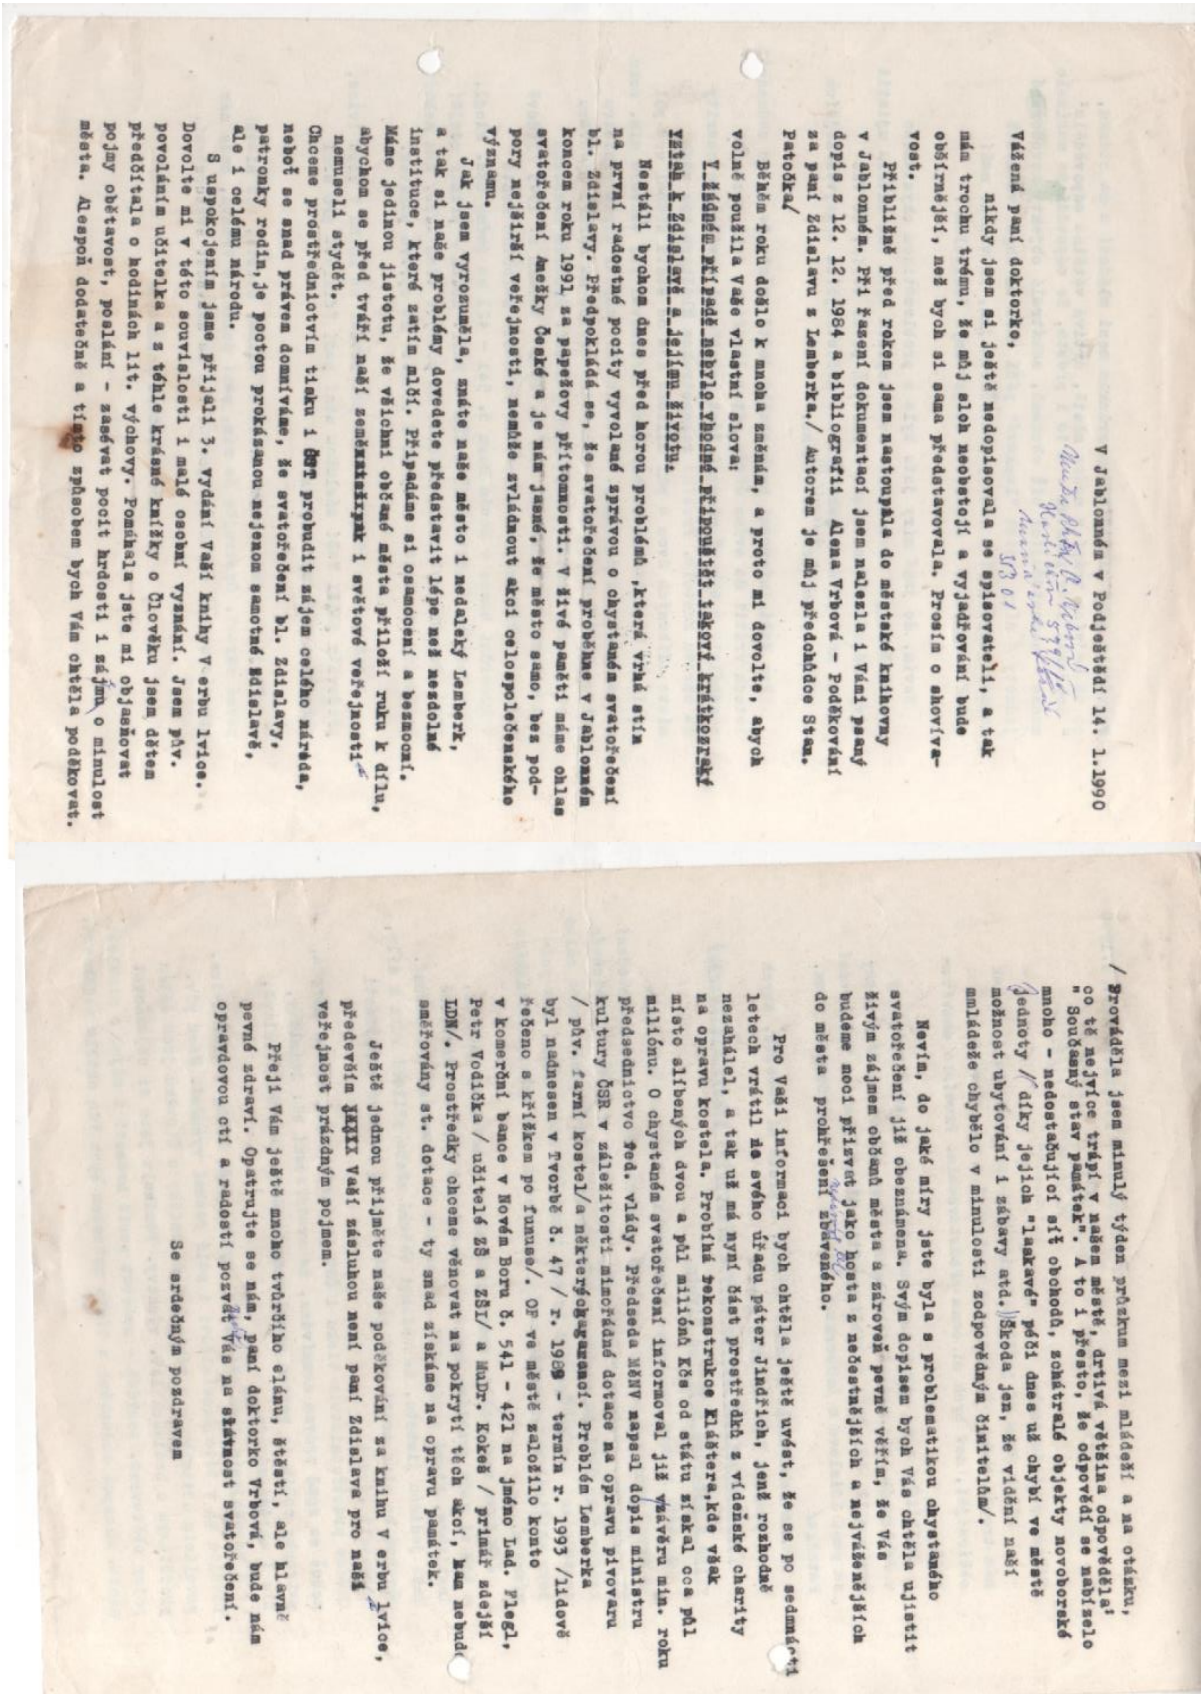 V Jablonném v Podještědí 14. 1.1990
579/
323 01
Vážená paní doktorko,
nikdy jsem si ještě nedopisovala se spisovateli, a tak
mám trochu trému, že můj sloh neobstojí a vyjadřování bude
obšírnější, než bych si sama představovala. Prosím o shovíva-
vost.
Přibližně před rokem jsem nastoupila do městské knihovny
v Jablonném. Při řazení dokumentací jsem nalezla i Vámi psaný
dopis z 12. 12. 1984 a bibliografii Alena Vrbová - Poděkování
za paní Zdislavu z Lemberka./ Autorem je můj předchůdce Stan.
Patočka/
Během roku došlo k mnoha změnám, a proto mi dovolte, abych
volně použila Vaše vlastní slova:
V žádném případě nebylo vhodné připouštět takový krátkozraký
vztah k Zdislavě a jejímu životu.
Nestáli bychom dnes před horou problémů ,která vrhá stín
na první radostné pocity vyvolané zprávou o chystaném svatořečení
bl. Zdislavy. Předpokládá se, že svatořečení proběhne v Jablonném
koncem roku 1991 za papežovy přítomnosti. V živé paměti máme ohlas
svatořečení Anežky České a je nám jasné, že město samo, bez pod-
pory nejširší veřejnosti, nemůže zvládnout akci celospolečenského
významu.
Jak jsem vyrozuměla, znáte naše město i nedaleký Lemberk,
a tak si naše problémy dovedete představit lépe než nezdolné
instituce, které zatím mlčí. Připadáme si osamocení a bezmocní.
Máme jedinou jistotu, že všichni občané města přiloží ruku k dílu,
abychom se před tváří naší země i světové veřejnosti
nemuseli stydět.
Chceme prostřednictvím tisku i ČST probudit zájem celého národa,
neboť se snad právem domníváme, že svatořečení bl. Zdislavy,
patronky rodin,je poctou prokázanou nejenom samotné Zdislavě,
ale i celému národu.
S uspokojením jsme přijali 3. vydání Vaší knihy V erbu lvice.
Dovolte mi v této souvislosti i malé osobní vyznání. Jsem pův.
povoláním učitelka a z téhle krásné knížky o Člověku jsem dětem
předčítala o hodinách lit. výchovy. Pomáhala jste mi objasňovat
pojmy obětavost, poslání - zasévat pocit hrdosti i zájmu o minulost
města. Alespoň dodatečně a tímto způsobem bych Vám chtěla poděkovat.
/ Prováděla jsem minulý týden průzkum mezi mládeží a na otázku,
co tě nejvíce trápí v našem městě, drtivá většina odpověděla:
" Současný stav památek". A to i přesto, že odpovědí se nabízelo
mnoho - nedostačující síť obchodů, zchátralé objekty novoborské
jednoty /( díky jejich "laskavé" péči dnes už chybí ve městě
možnost ubytování i zábavy atd.)Škoda jen, že vidění naší
mmládeže chybělo v minulosti zodpovědným činitelům/.
Nevím, do jaké míry jste byla s problematikou chystaného
svatořečení již obeznámena. Svým dopisem bych Vás chtěla ujistit
živým zájmem občanů města a zároveň pevně věřím, že Vás
budeme moci přizvat jako hosta z nečestnějších a nejváženějších
do města prohřešení zbaveného.
Pro Vaši informaci bych chtěla ještě uvést, že se po sedmnácti
letech vrátil do svého úřadu páter Jindřich, jenž rozhodně
nezahálel, a tak už má nyní část prostředků z vídeňské charity
na opravu kostela. Probíhá rekonstrukce Kláštera,kde však
místo slíbených dvou a půl miliónů Kčs od státu získal cca půl
miliónu. O chystaném svatořečení informoval již vzávěru min. roku
předsednictvo fed. vlády. Předseda MěNV napsal dopis ministru
kultury ČSR v záležitosti mimořádné dotace na opravu pivovaru
/ pův. farní kostel/a některých garancí. Problém Lemberka
byl nadnesen v Tvorbě č. 47 / r. 1989 - termín r. 1993 /lidově
řečeno s křížkem po funuse/. OF ve městě založilo konto
v komerční bance v Novém Boru č. 541 - 421 na jméno Lad. Flegl,
Petr Vodička / učitelé ZŠ a ZŠI/ a MuDr. Kokeš / primář zdejší
LDN/. Prostředky chceme věnovat na pokrytí těch akcí, kam nebudou
směřovány st. dotace - ty snad získáme na opravu památek.
Ještě jednou přijměte naše poděkování za knihu V erbu lvice,
především Vaší zásluhou není paní Zdislava pro naši
veřejnost prázdným pojmem.
Přeji Vám ještě mnoho tvůrčího elánu, štěstí, ale hlavně
pevné zdraví. Opatrujte se nám, paní doktorko Vrbová, bude nám
opravdovou ctí a radostí pozvat Vás na slavnost svatořečení.
Se srdečným pozdravem